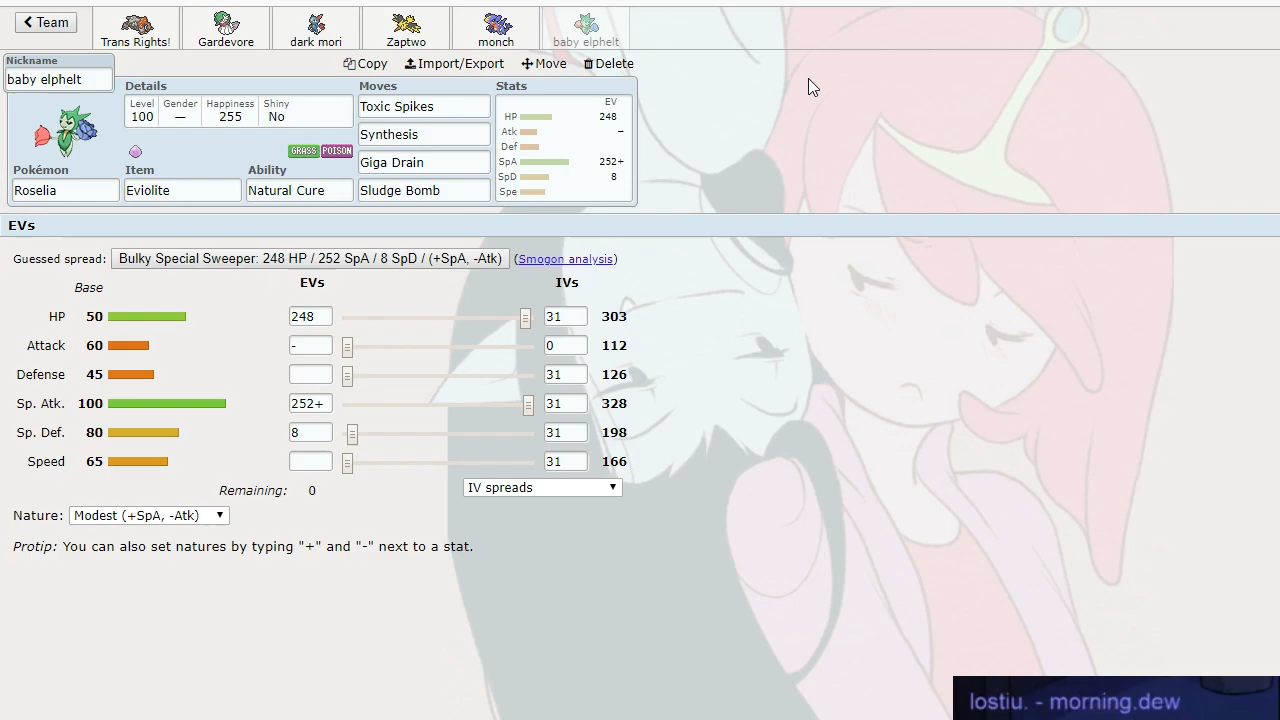 Team
Trans Rights!
Gardevore
dark mori
Zaptwo
monch
baby elphelt
Nickname
baby elphelt
Copy
Import/Export
Move
Delete
Details
Level
100
Gender
—
Happiness
255
Shiny
No
GRASS POISON
Pokémon
Roselia
Item
Eviolite
Ability
Natural Cure
Moves
Toxic Spikes
Synthesis
Giga Drain
Sludge Bomb
Stats
EV
HP 248
Atk –
Def
SpA 252+
SpD 8
Spe
EVs
Guessed spread: Bulky Special Sweeper: 248 HP / 252 SpA / 8 SpD / (+SpA, -Atk) (Smogon analysis)
Base EVs IVs
HP 50 248 31 303
Attack 60 - 0 112
Defense 45 31 126
Sp. Atk. 100 252+ 31 328
Sp. Def. 80 8 31 198
Speed 65 31 166
Remaining: 0 IV spreads
Nature: Modest (+SpA, -Atk)
Protip: You can also set natures by typing "+" and "-" next to a stat.
lostiu. - morning.dew